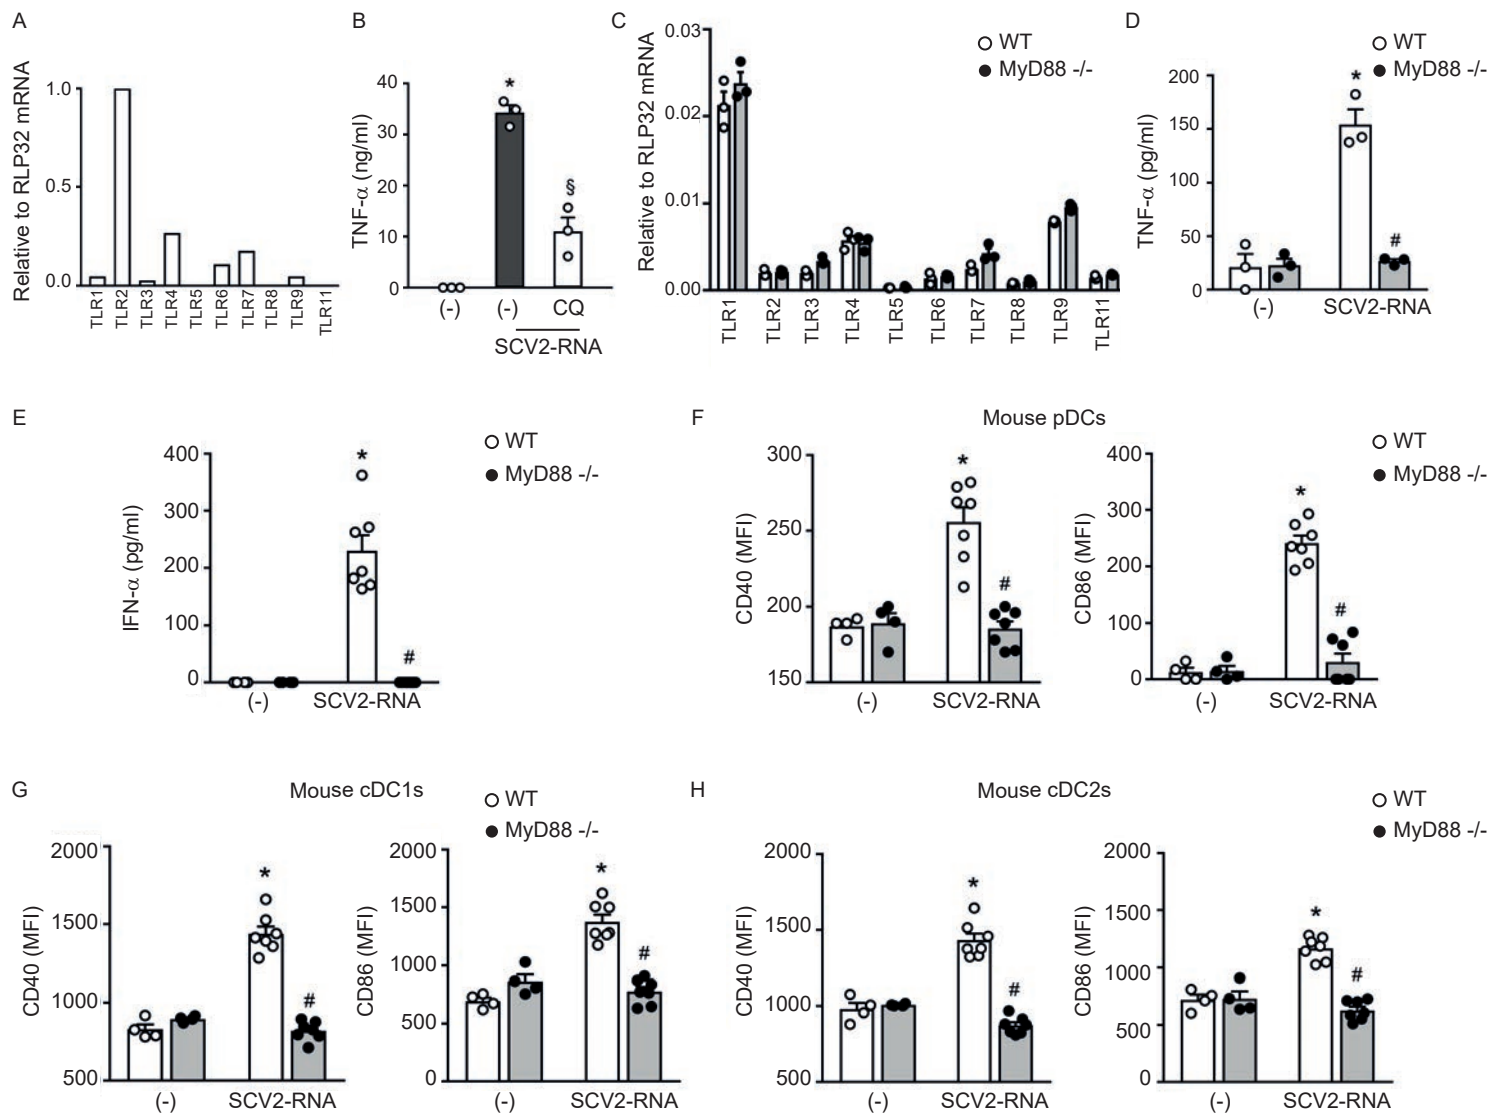 A
Relative to RLP32 mRNA
1.0
0.5
0.0
TLR1
TLR2
TLR3
TLR4
TLR5
TLR6
TLR7
TLR8
TLR9
TLR11
B
TNF-α (ng/ml)
40
30
20
10
0
*
§
(-)
(-)
CQ
SCV2-RNA
C
Relative to RLP32 mRNA
0.03
0.02
0.01
0.00
WT
MyD88 -/-
TLR1
TLR2
TLR3
TLR4
TLR5
TLR6
TLR7
TLR8
TLR9
TLR11
D
WT
MyD88 -/-
TNF-α (pg/ml)
200
150
100
50
0
*
#
(-)
SCV2-RNA
E
WT
MyD88 -/-
IFN-α (pg/ml)
400
300
200
100
0
*
#
(-)
SCV2-RNA
F
Mouse pDCs
WT
MyD88 -/-
CD40 (MFI)
300
250
200
150
*
#
(-)
SCV2-RNA
CD86 (MFI)
400
300
200
100
0
*
#
(-)
SCV2-RNA
G
Mouse cDC1s
WT
MyD88 -/-
CD40 (MFI)
2000
1500
1000
500
*
#
(-)
SCV2-RNA
CD86 (MFI)
2000
1500
1000
500
0
*
#
(-)
SCV2-RNA
H
Mouse cDC2s
WT
MyD88 -/-
CD40 (MFI)
2000
1500
1000
500
*
#
(-)
SCV2-RNA
CD86 (MFI)
2000
1500
1000
500
0
*
#
(-)
SCV2-RNA